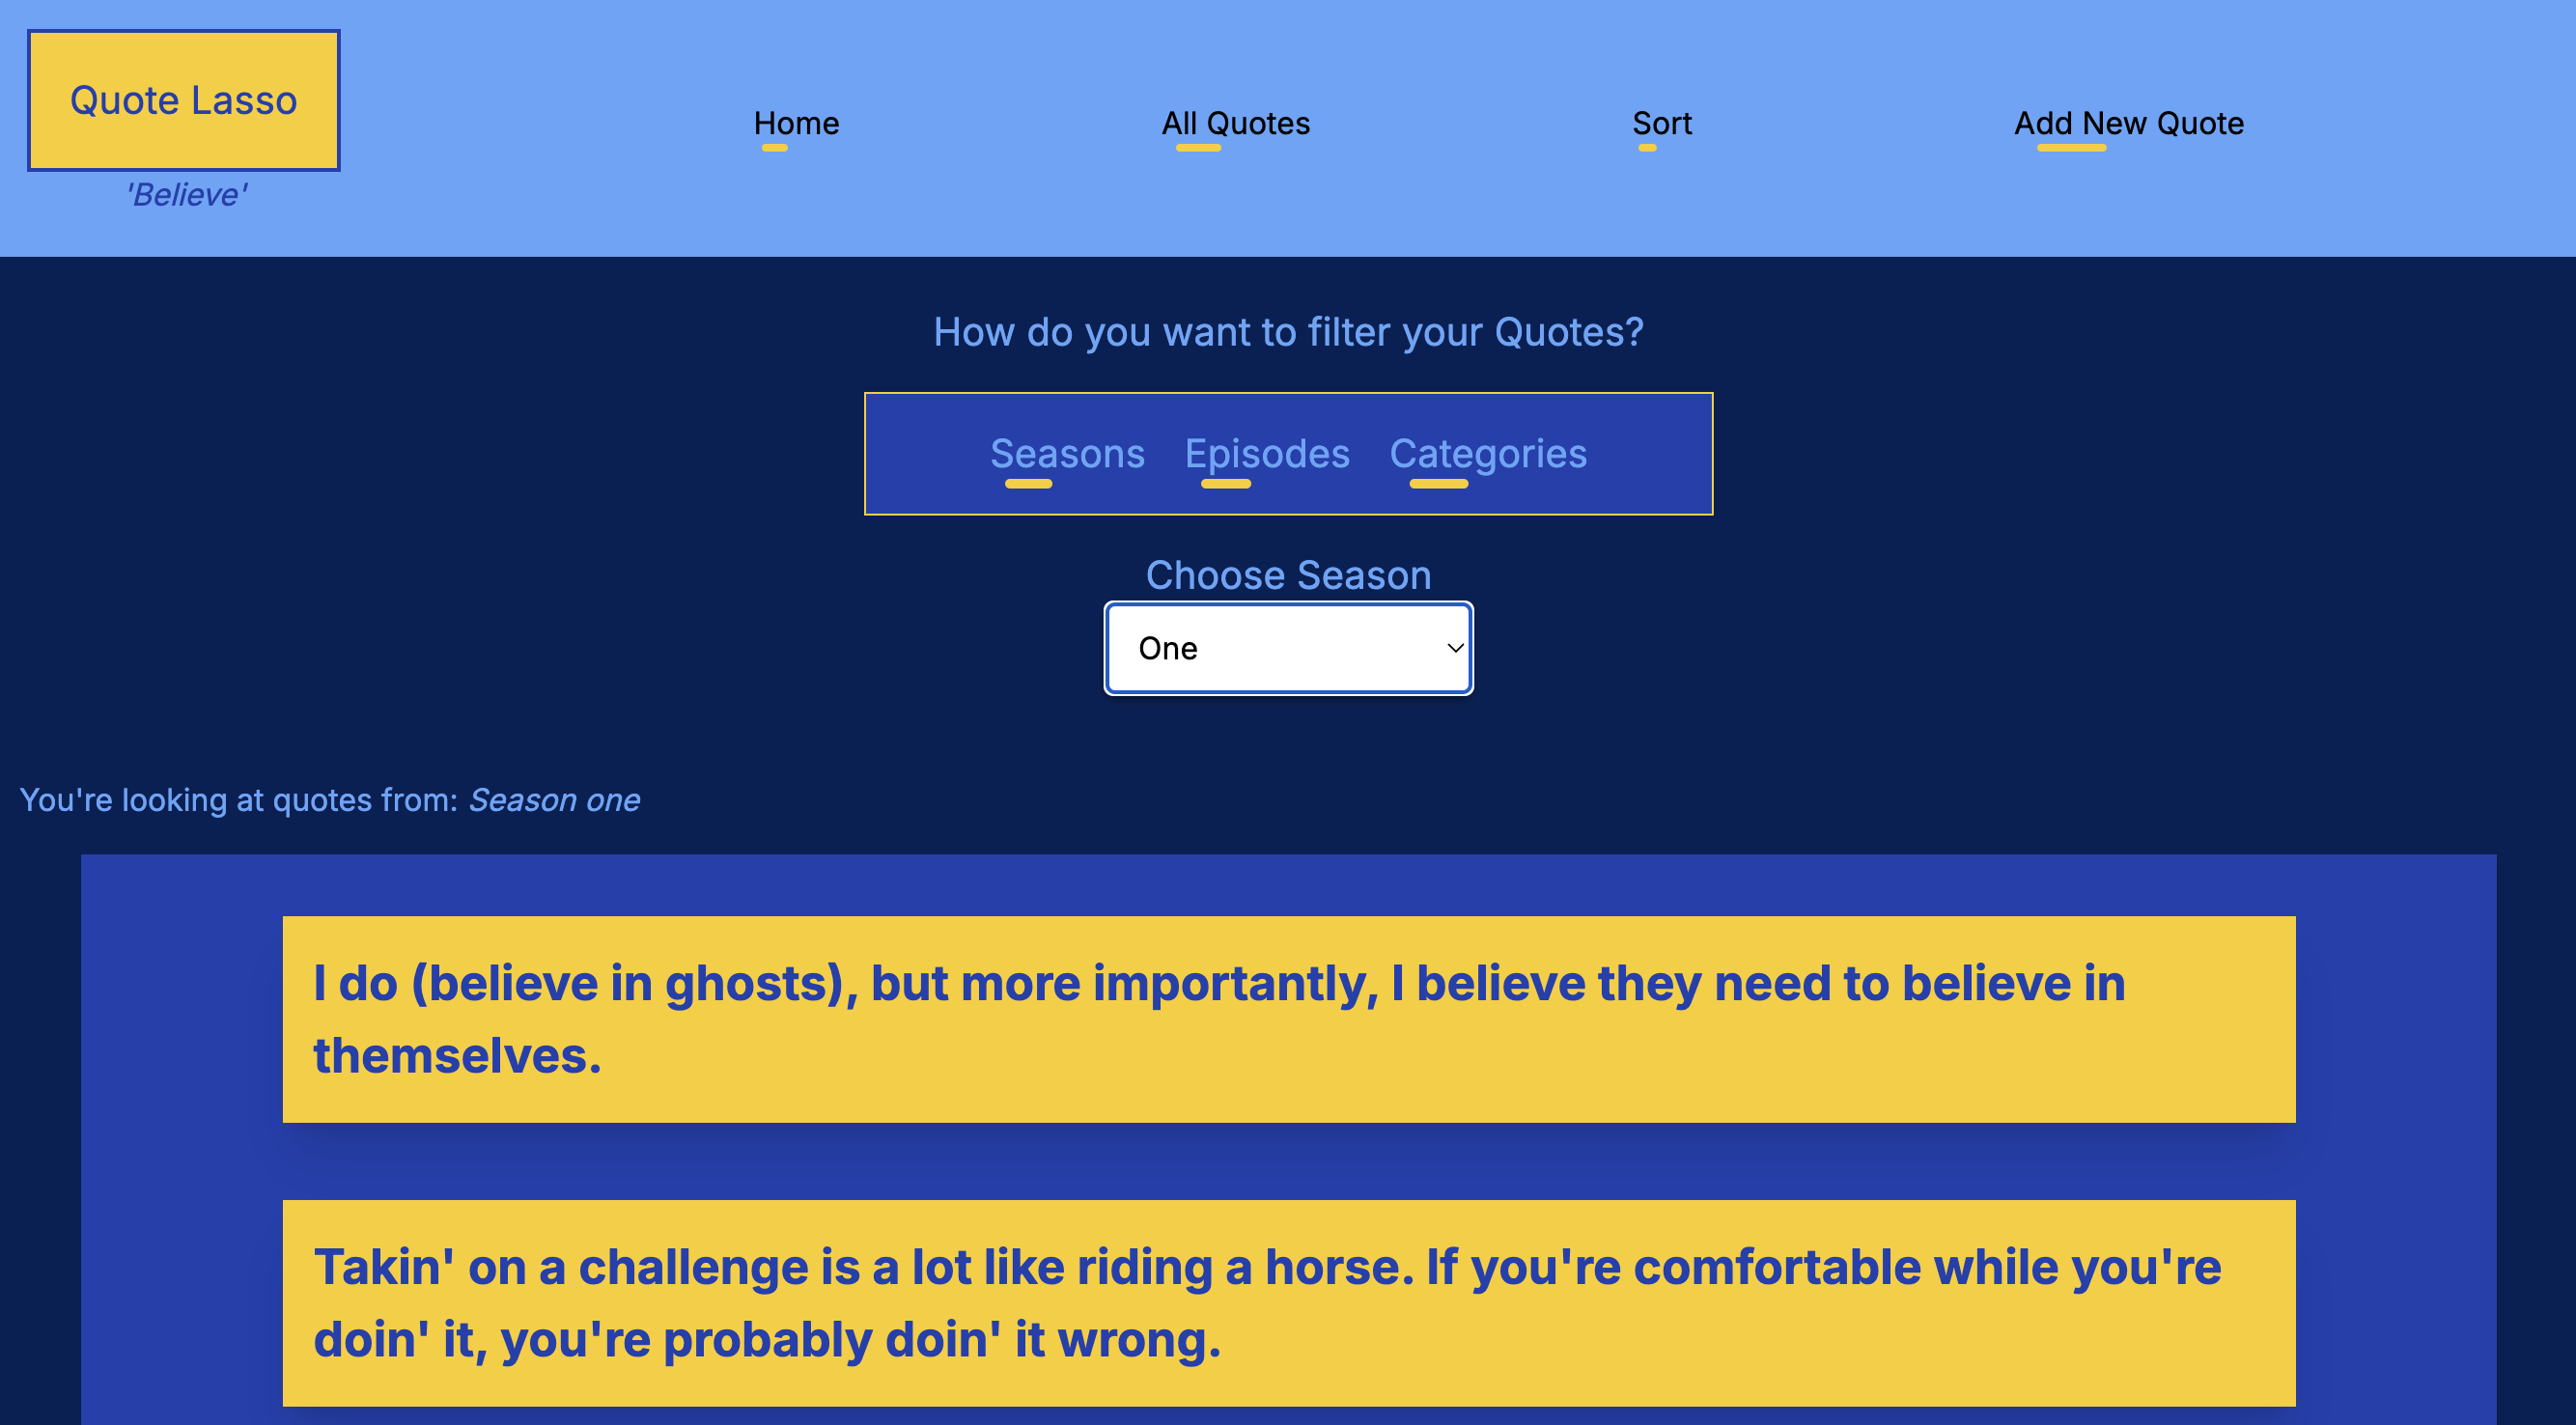 Quote Lasso
'Believe'
Home
All Quotes
Sort
Add New Quote
How do you want to filter your Quotes?
Seasons Episodes Categories
Choose Season
One
You're looking at quotes from: Season one
I do (believe in ghosts), but more importantly, I believe they need to believe in
themselves.
Takin' on a challenge is a lot like riding a horse. If you're comfortable while you're
doin' it, you're probably doin' it wrong.